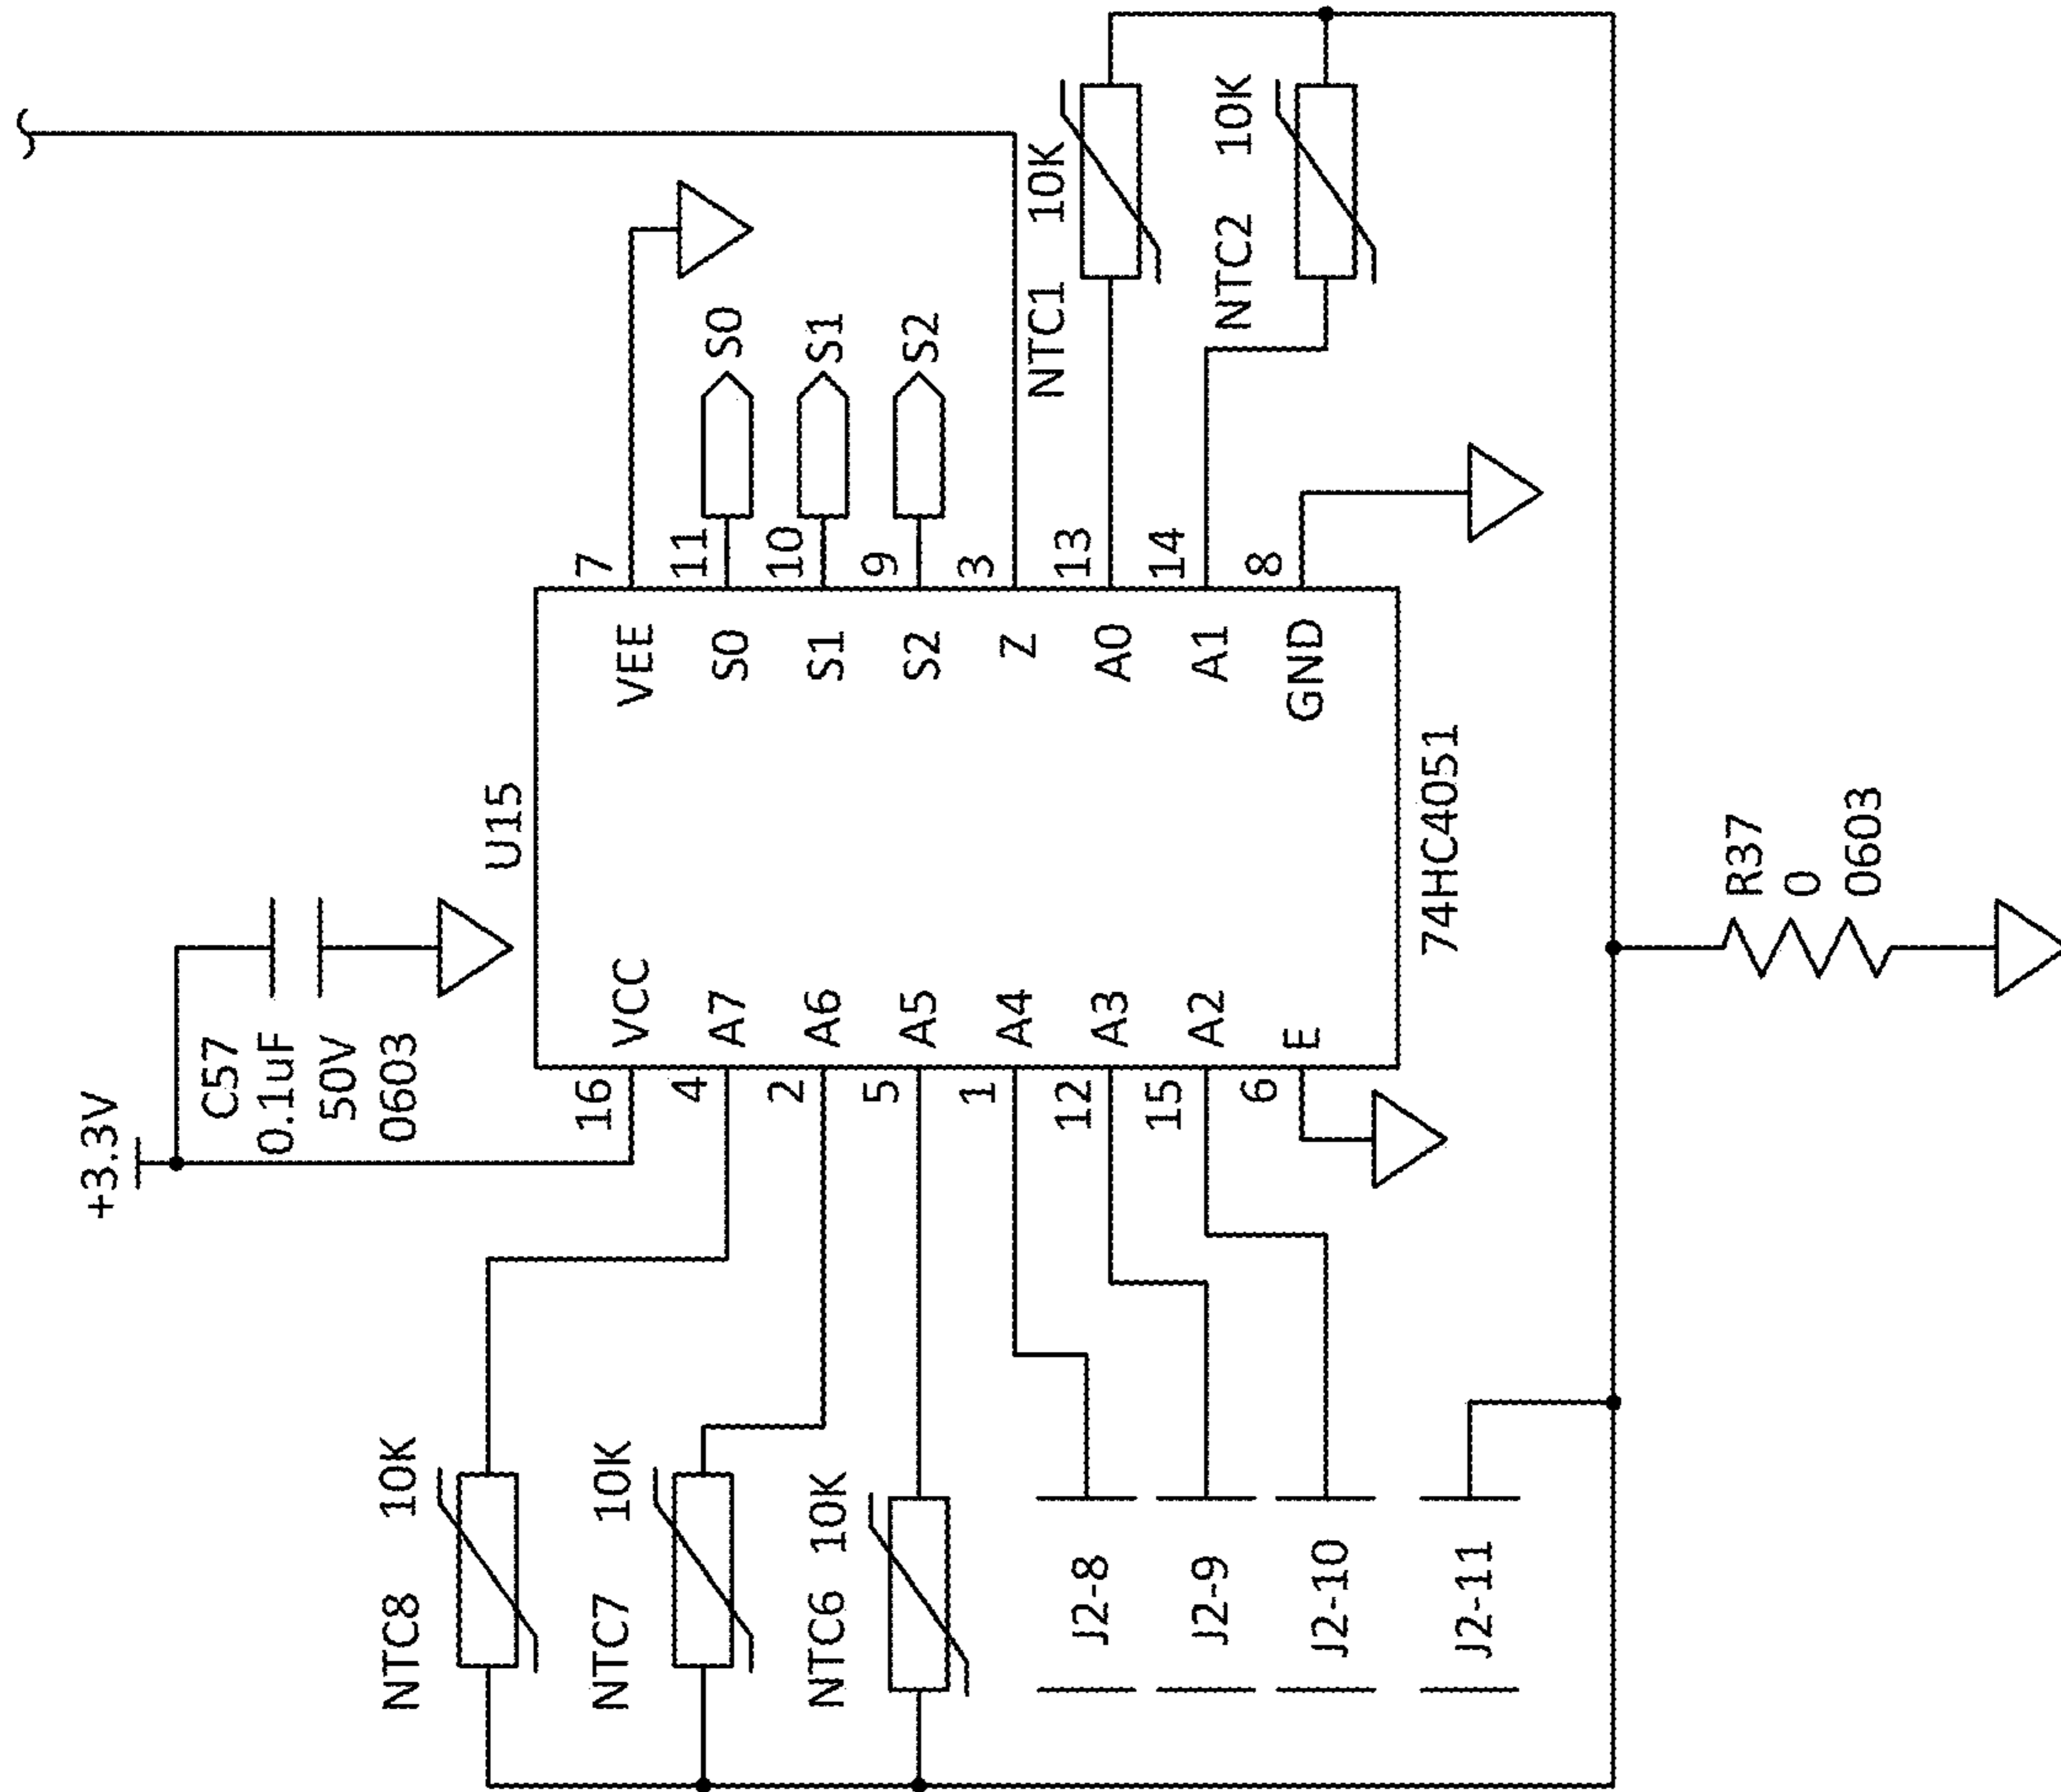 +3.3V
C57
0.1uF
50V
0603
U15
NTC8 10K
NTC7 10K
NTC6 10K
J2-8
J2-9
J2-10
J2-11
16 VCC
4 A7
2 A6
5 A5
1 A4
12 A3
15 A2
6 E
VEE 7
S0 11 S0
S1 10 S1
S2 9 S2
Z 3
A0 13
A1 14
GND 8
NTC1 10K
NTC2 10K
74HC4051
R37
0
0603